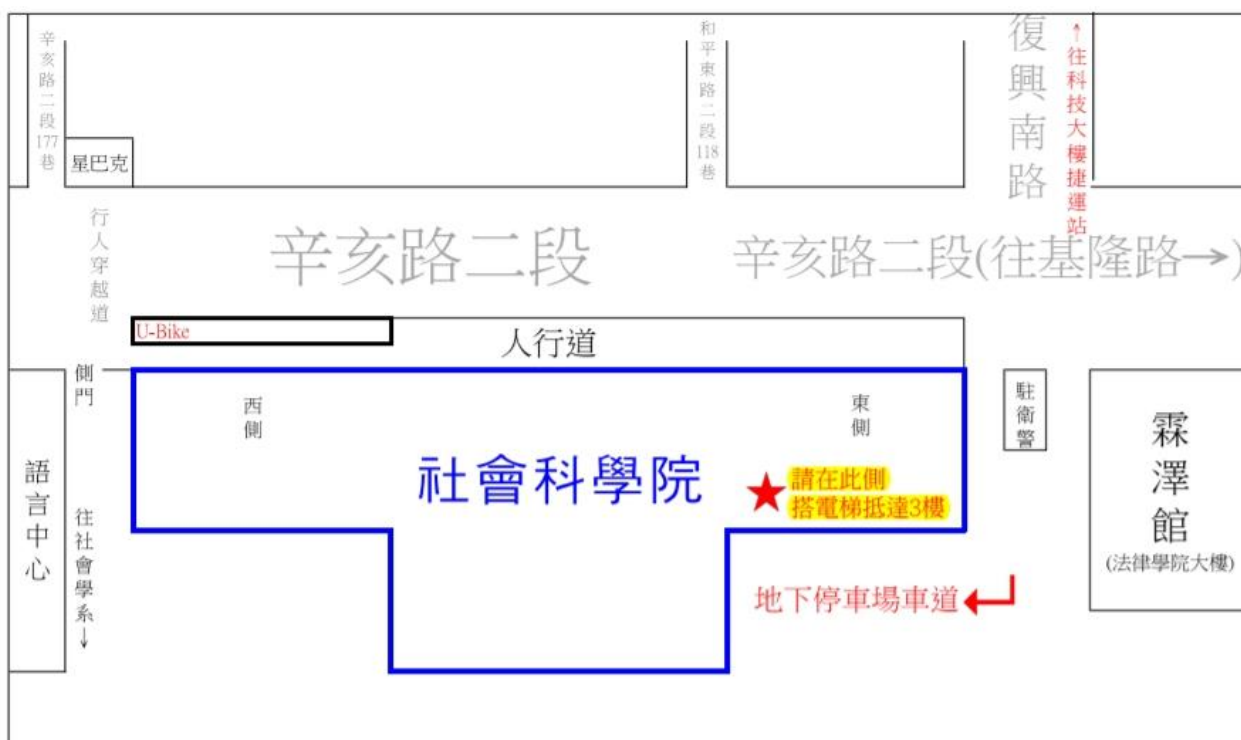 辛亥路二段177巷
和平東路二段118巷
復興南路
↑往科技大樓捷運站
星巴克
行人穿越道
辛亥路二段
辛亥路二段(往基隆路→)
U-Bike
人行道
側門
西側
東側
駐衛警
霖澤館
(法律學院大樓)
語言中心
往社會學系↓
社會科學院
★
請在此側
搭電梯抵達3樓
地下停車場車道